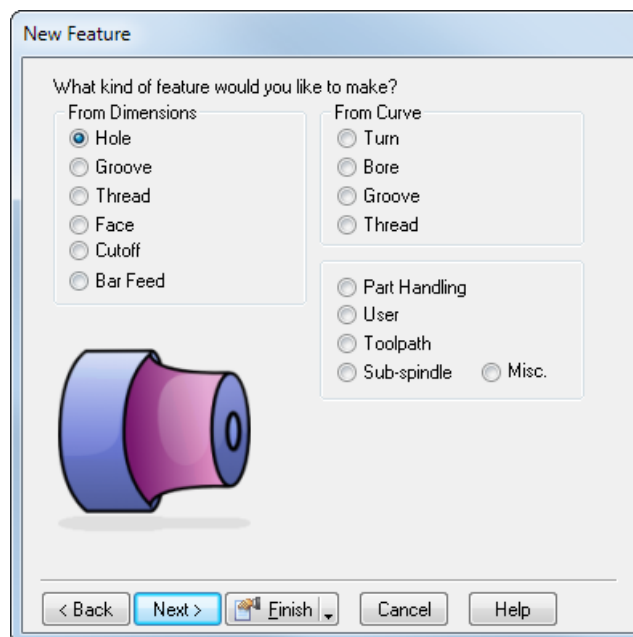 New Feature
What kind of feature would you like to make?
From Dimensions
Hole
Groove
Thread
Face
Cutoff
Bar Feed
From Curve
Turn
Bore
Groove
Thread
Part Handling
User
Toolpath
Sub-spindle Misc.
< Back Next > Finish Cancel Help